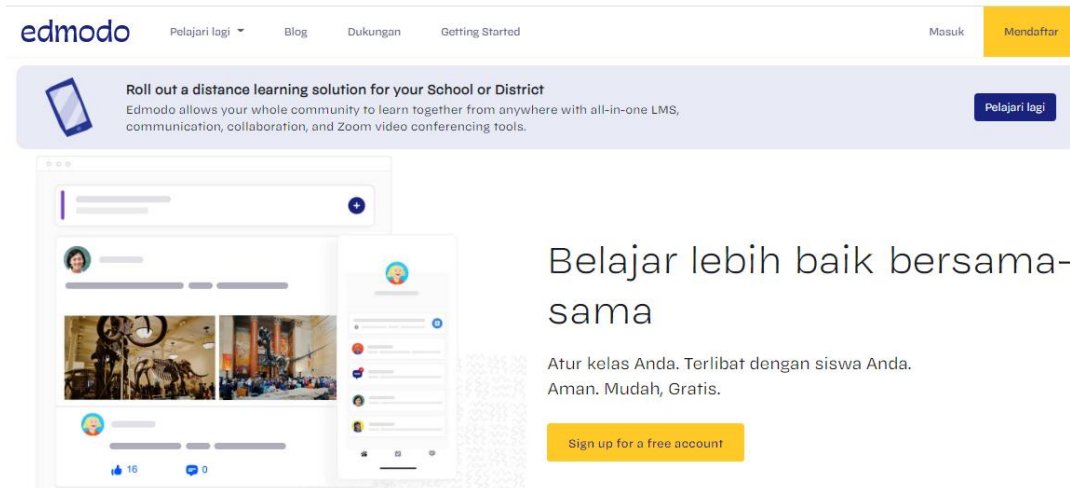 edmodo
Pelajari lagi
Blog
Dukungan
Getting Started
Masuk
Mendaftar
Roll out a distance learning solution for your School or District
Edmodo allows your whole community to learn together from anywhere with all-in-one LMS,
communication, collaboration, and Zoom video conferencing tools.
Pelajari lagi
Belajar lebih baik bersama-
sama
Atur kelas Anda. Terlibat dengan siswa Anda.
Aman. Mudah, Gratis.
Sign up for a free account
16
0